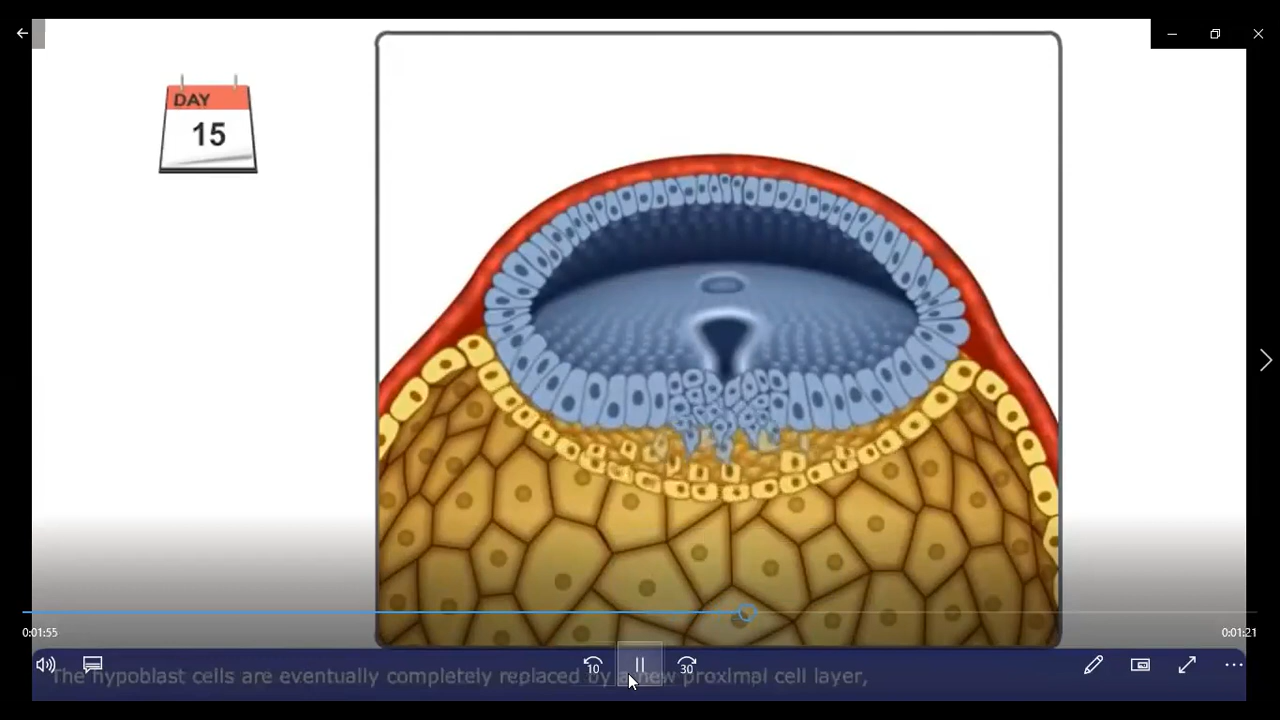 DAY
15
0:01:55
0:01:21
10
30
The hypoblast cells are eventually completely replaced by a new proximal cell layer,